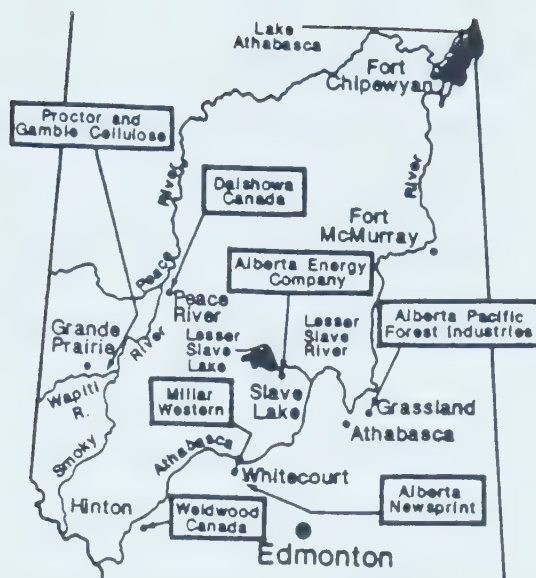 Lake
Athabasca
Fort
Chipewyan
Proctor and
Gamble Cellulose
River
River
Daishowa
Canada
Fort
McMurray
Alberta Energy
Company
Peace
Peace
River
Grande
Prairie
River
Lesser
Slave
Lake
Lesser
Slave
River
Alberta Pacific
Forest Industries
Wapiti
R.
Millar
Western
Slave
Lake
Grassland
Athabasca
Smoky
Athabasca
Whitecourt
Alberta
Newsprint
Hinton
Weldwood
Canada
Edmonton